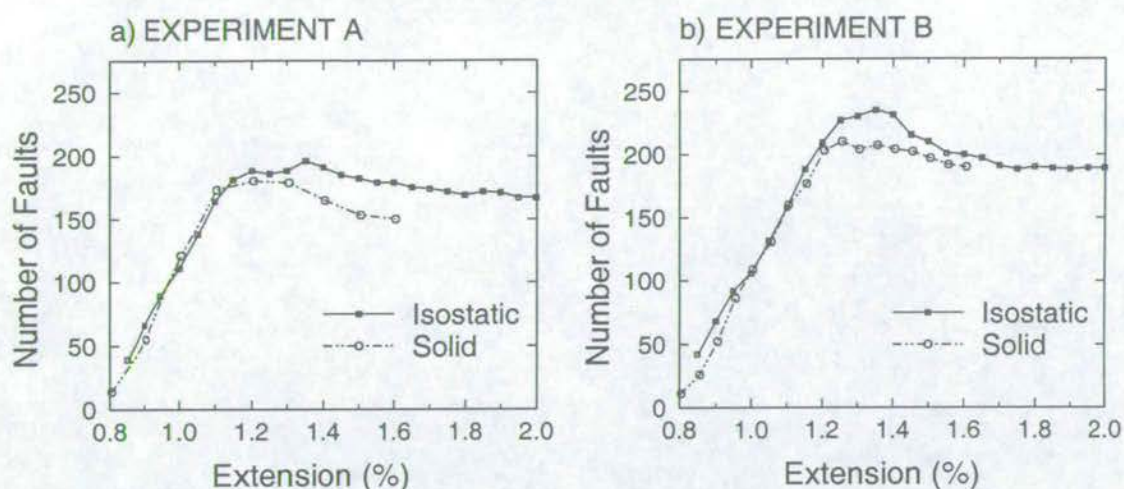 a) EXPERIMENT A
250
200
150
100
50
0
Number of Faults
Isostatic
Solid
0.8 1.0 1.2 1.4 1.6 1.8 2.0
Extension (%)
b) EXPERIMENT B
250
200
150
100
50
0
Number of Faults
Isostatic
Solid
0.8 1.0 1.2 1.4 1.6 1.8 2.0
Extension (%)